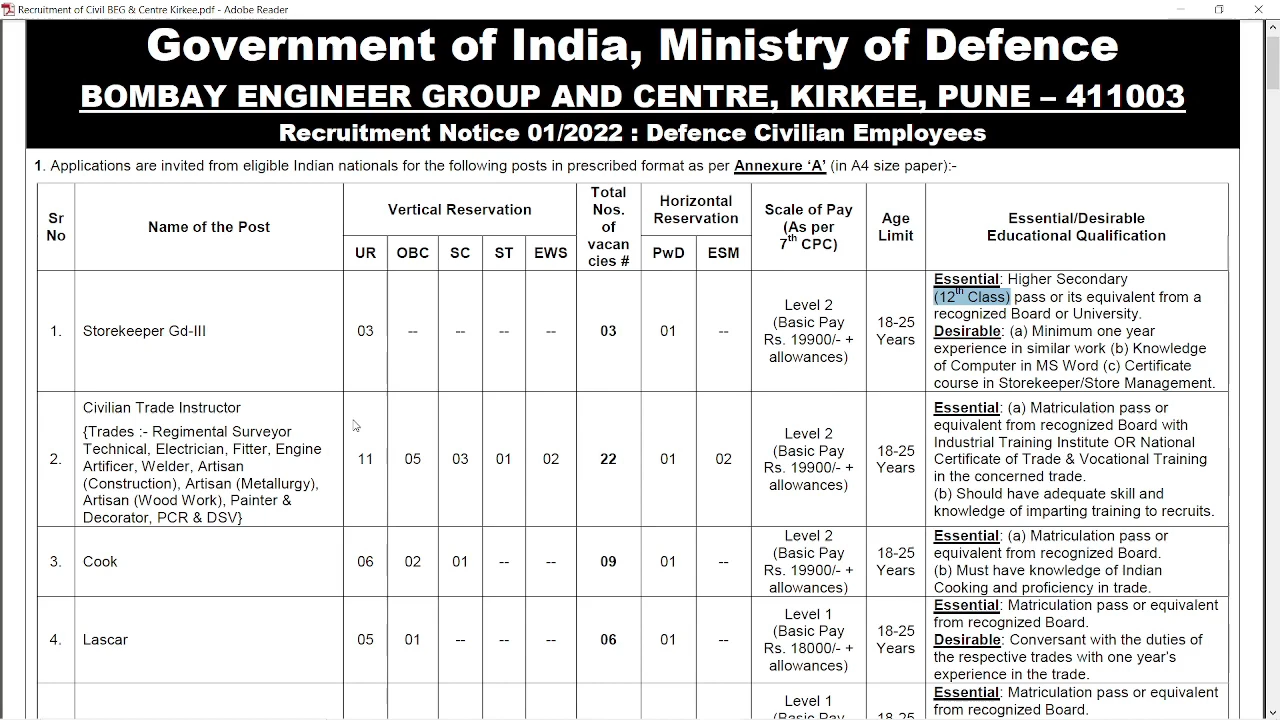 Recruitment of Civil BFG & Centre Kirkee.pdf - Adobe Reader
Government of India, Ministry of Defence
BOMBAY ENGINEER GROUP AND CENTRE, KIRKEE, PUNE – 411003
Recruitment Notice 01/2022 : Defence Civilian Employees
1. Applications are invited from eligible Indian nationals for the following posts in prescribed format as per Annexure ‘A’ (in A4 size paper):-
Sr No
Name of the Post
Vertical Reservation
UR OBC SC ST EWS
Total
Nos.
of
vacan
cies #
Horizontal
Reservation
PwD ESM
Scale of Pay
(As per
7th CPC)
Age
Limit
Essential/Desirable
Educational Qualification
1. Storekeeper Gd-III 03 -- -- -- -- 03 01 --
Level 2
(Basic Pay
Rs. 19900/- +
allowances)
18-25
Years
Essential: Higher Secondary
(12th Class) pass or its equivalent from a
recognized Board or University.
Desirable: (a) Minimum one year
experience in similar work (b) Knowledge
of Computer in MS Word (c) Certificate
course in Storekeeper/Store Management.
2.
Civilian Trade Instructor
{Trades :- Regimental Surveyor
Technical, Electrician, Fitter, Engine
Artificer, Welder, Artisan
(Construction), Artisan (Metallurgy),
Artisan (Wood Work), Painter &
Decorator, PCR & DSV}
11 05 03 01 02 22 01 02
Level 2
(Basic Pay
Rs. 19900/- +
allowances)
18-25
Years
Essential: (a) Matriculation pass or
equivalent from recognized Board with
Industrial Training Institute OR National
Certificate of Trade & Vocational Training
in the concerned trade.
(b) Should have adequate skill and
knowledge of imparting training to recruits.
3. Cook 06 02 01 -- -- 09 01 --
Level 2
(Basic Pay
Rs. 19900/- +
allowances)
18-25
Years
Essential: (a) Matriculation pass or
equivalent from recognized Board.
(b) Must have knowledge of Indian
Cooking and proficiency in trade.
4. Lascar 05 01 -- -- -- 06 01 --
Level 1
(Basic Pay
Rs. 18000/- +
allowances)
18-25
Years
Essential: Matriculation pass or equivalent
from recognized Board.
Desirable: Conversant with the duties of
the respective trades with one year's
experience in the trade.
Level 1
(Basic Pay
18-25
Essential: Matriculation pass or equivalent
from recognized Board.